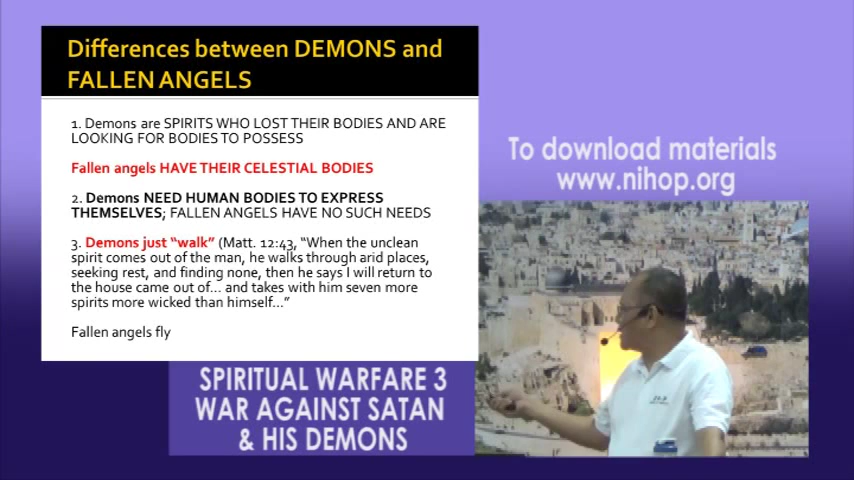 Differences between DEMONS and
FALLEN ANGELS
1. Demons are SPIRITS WHO LOST THEIR BODIES AND ARE
LOOKING FOR BODIES TO POSSESS
Fallen angels HAVE THEIR CELESTIAL BODIES
2. Demons NEED HUMAN BODIES TO EXPRESS
THEMSELVES; FALLEN ANGELS HAVE NO SUCH NEEDS
3. Demons just “walk” (Matt. 12:43, “When the unclean
spirit comes out of the man, he walks through arid places,
seeking rest, and finding none, then he says I will return to
the house came out of... and takes with him seven more
spirits more wicked than himself...”
Fallen angels fly
To download materials
www.nihop.org
SPIRITUAL WARFARE 3
WAR AGAINST SATAN
& HIS DEMONS